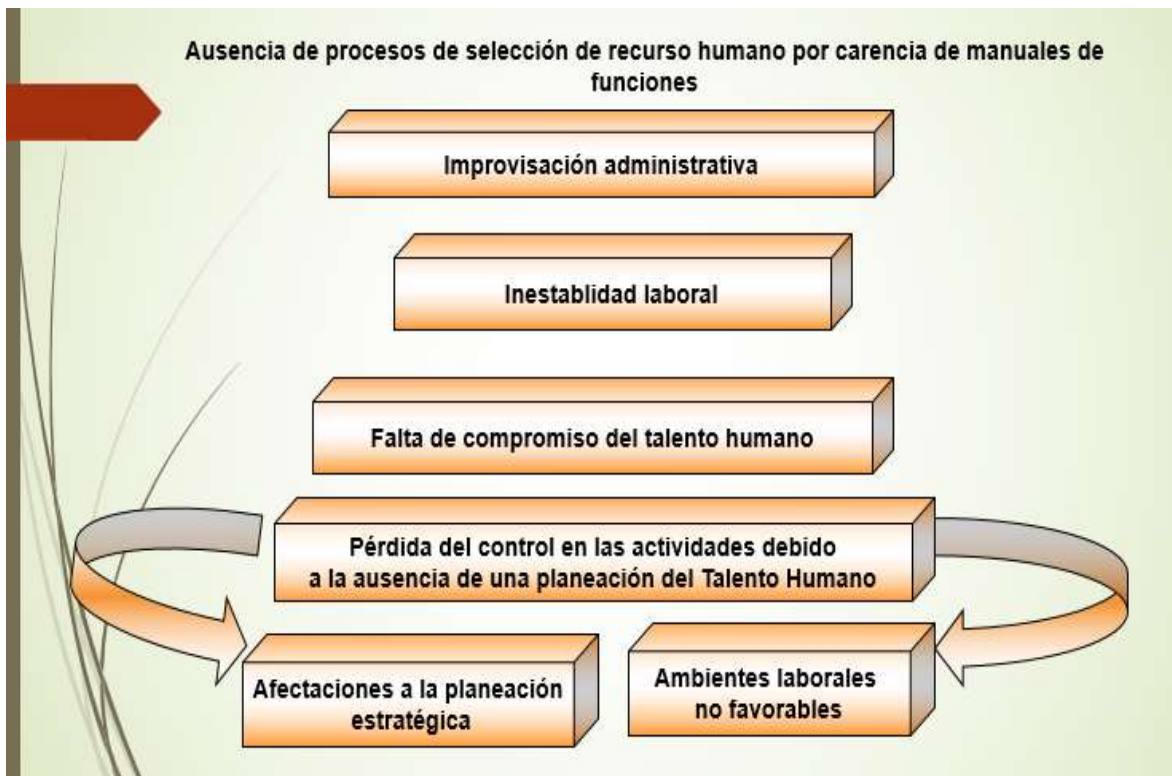 Ausencia de procesos de selección de recurso humano por carencia de manuales de
funciones
Improvisación administrativa
Inestablidad laboral
Falta de compromiso del talento humano
Pérdida del control en las actividades debido
a la ausencia de una planeación del Talento Humano
Afectaciones a la planeación
estratégica
Ambientes laborales
no favorables